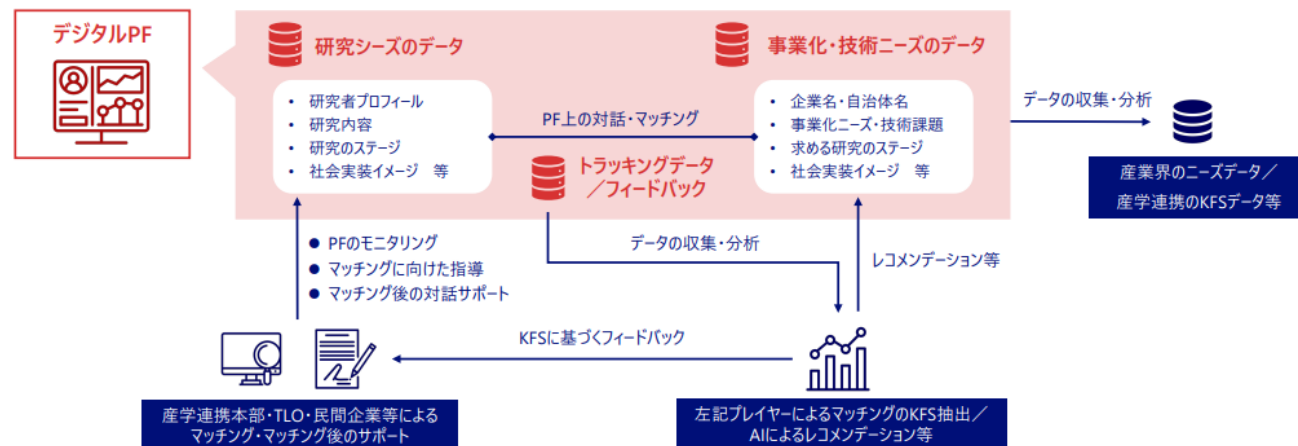 デジタルPF
研究シーズのデータ
・ 研究者プロフィール
・ 研究内容
・ 研究のステージ
・ 社会実装イメージ 等
PF上の対話・マッチング
トラッキングデータ
／フィードバック
事業化・技術ニーズのデータ
・ 企業名・自治体名
・ 事業化ニーズ・技術課題
・ 求める研究のステージ
・ 社会実装イメージ 等
データの収集・分析
産業界のニーズデータ／
産学連携のKFSデータ等
● PFのモニタリング
● マッチングに向けた指導
● マッチング後の対話サポート
データの収集・分析
レコメンデーション等
KFSに基づくフィードバック
産学連携本部・TLO・民間企業等による
マッチング・マッチング後のサポート
左記プレイヤーによるマッチングのKFS抽出／
AIによるレコメンデーション等